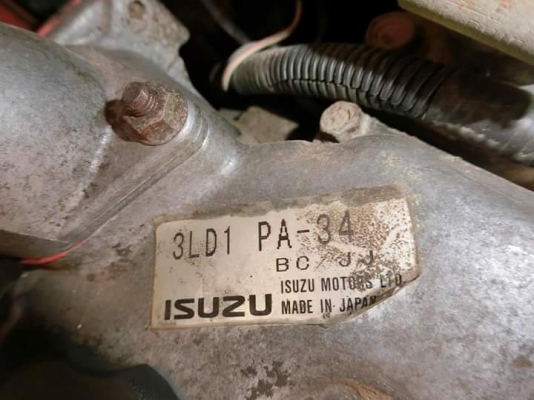 3LD1 PA-34
BC JJ
ISUZU MOTORS LTD
ISUZU MADE IN JAPAN